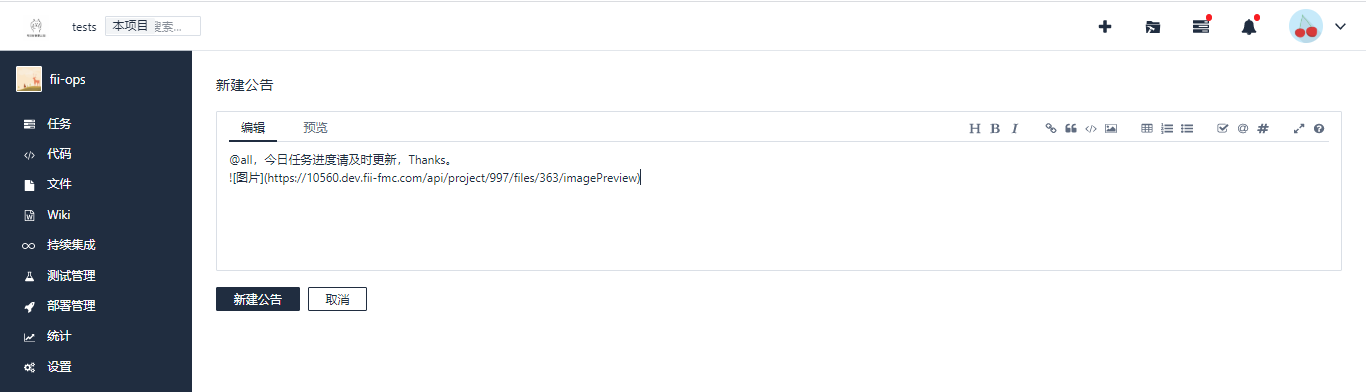 tests
本项目 搜索...
fii-ops
任务
代码
文件
Wiki
持续集成
测试管理
部署管理
统计
设置
新建公告
编辑 预览
H B I
@all，今日任务进度请及时更新，Thanks。
![图片](https://10560.dev.fii-fmc.com/api/project/997/files/363/imagePreview)
新建公告 取消